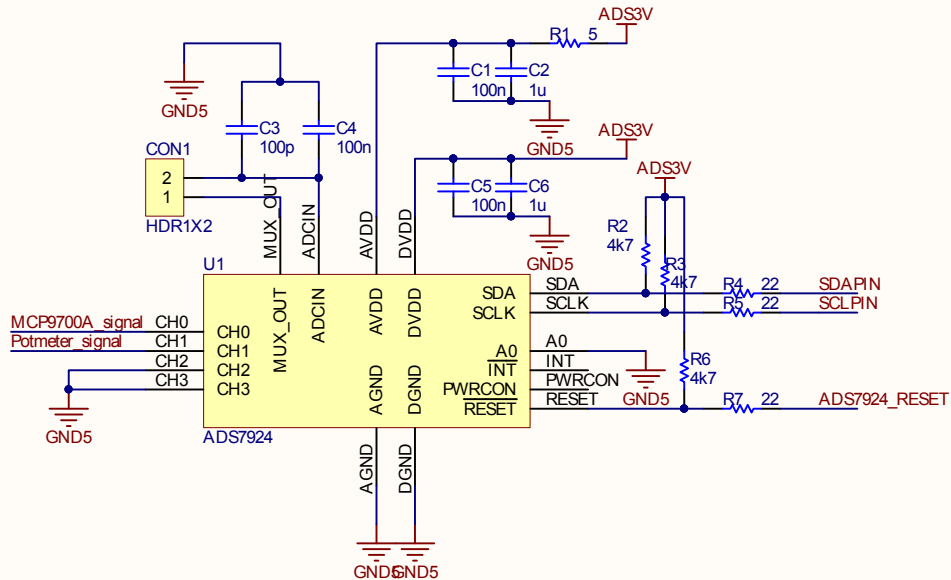 ADS3V
R1 5
C1
100n
C2
1u
GND5
GND5
C3
100p
C4
100n
ADS3V
CON1
2
1
HDR1X2
C5
100n
C6
1u
GND5
ADS3V
R2
4k7
R3
4k7
MUX_OUT
ADCIN
AVDD
DVDD
U1
MUX_OUT
ADCIN
AVDD
DVDD
SDA
SDA
R4 22
SDAPIN
SCLK
SCLK
R5 22
SCLPIN
MCP9700A_signal
CH0
CH0
Potmeter_signal
CH1
CH1
CH2
CH2
CH3
CH3
GND5
A0
A0
INT
INT
PWRCON
PWRCON
RESET
RESET
GND5
R6
4k7
R7 22
ADS7924_RESET
AGND
DGND
ADS7924
AGND
DGND
GND5
GND5